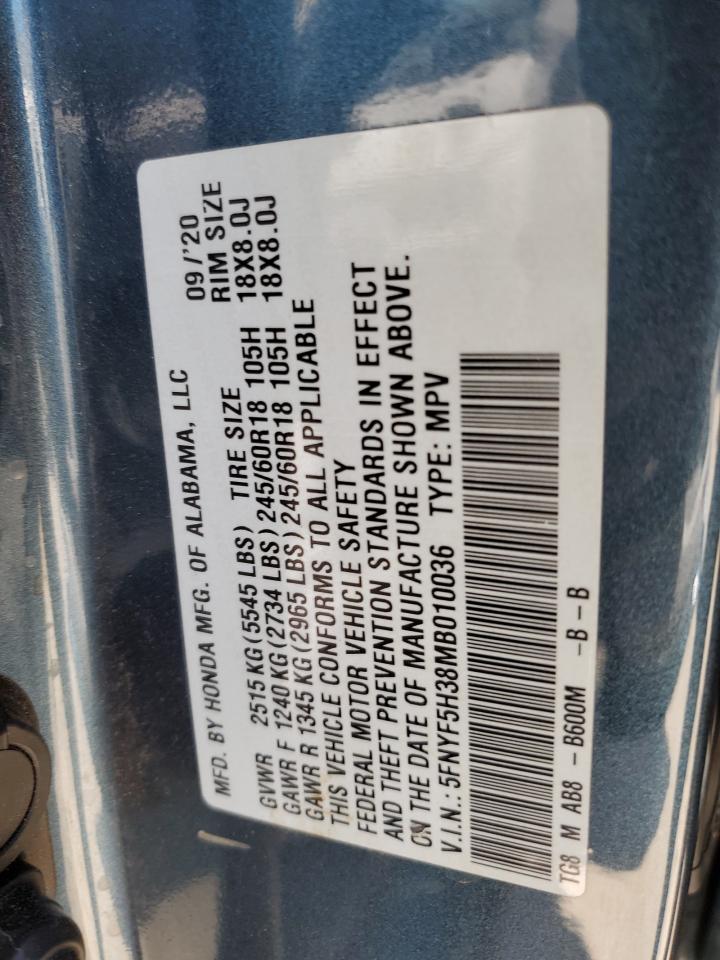 MFD. BY HONDA MFG. OF ALABAMA, LLC 09/'20
GVWR 2515 KG (5545 LBS) TIRE SIZE RIM SIZE
GAWR F 1240 KG (2734 LBS) 245/60R18 105H 18X8.0J
GAWR R 1345 KG (2965 LBS) 245/60R18 105H 18X8.0J
THIS VEHICLE CONFORMS TO ALL APPLICABLE
FEDERAL MOTOR VEHICLE SAFETY
AND THEFT PREVENTION STANDARDS IN EFFECT
ON THE DATE OF MANUFACTURE SHOWN ABOVE.
V.I.N.: 5FNYF5H38MB010036 TYPE: MPV
TG8 M AB8 -B600M -B-B